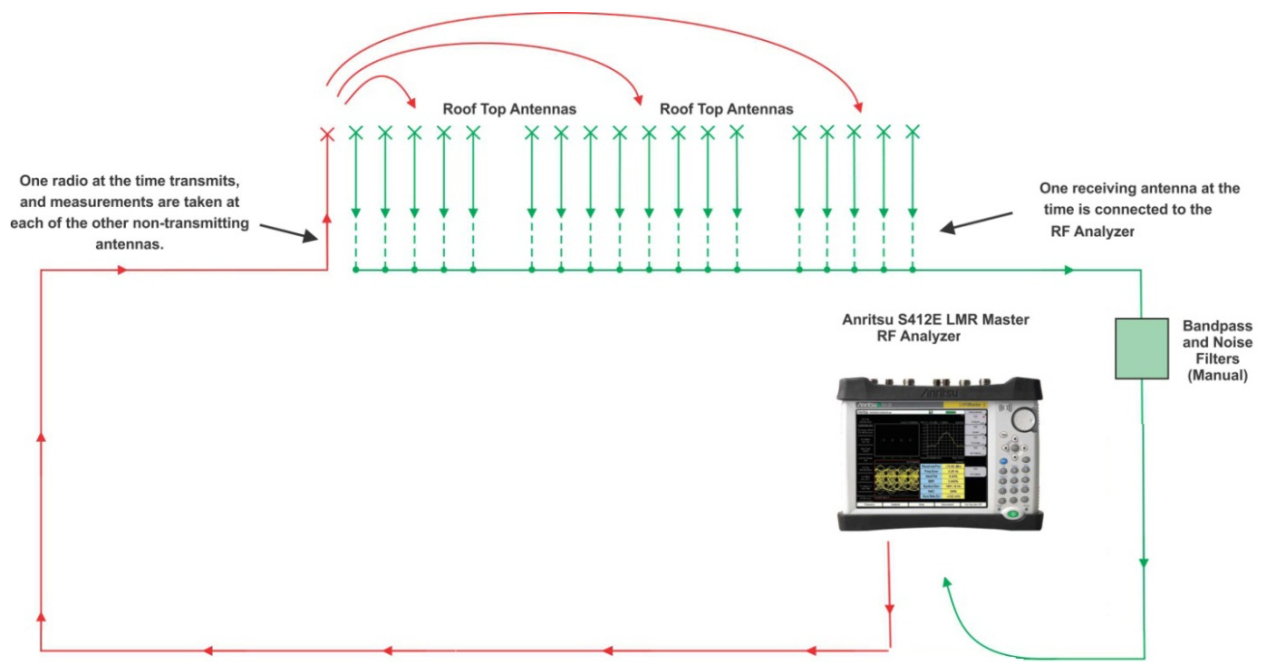 Roof Top Antennas
Roof Top Antennas
One radio at the time transmits,
and measurements are taken at
each of the other non-transmitting
antennas.
One receiving antenna at the
time is connected to the
RF Analyzer
Anritsu S412E LMR Master
RF Analyzer
Bandpass
and Noise
Filters
(Manual)
Anritsu